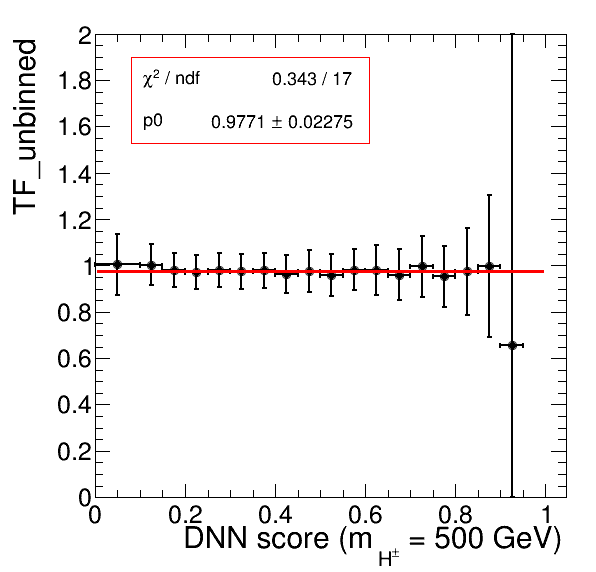 TF_unbinned
χ² / ndf 0.343 / 17
p0 0.9771 ± 0.02275
2
1.8
1.6
1.4
1.2
1
0.8
0.6
0.4
0.2
0
0 0.2 0.4 0.6 0.8 1
DNN score (m_H± = 500 GeV)